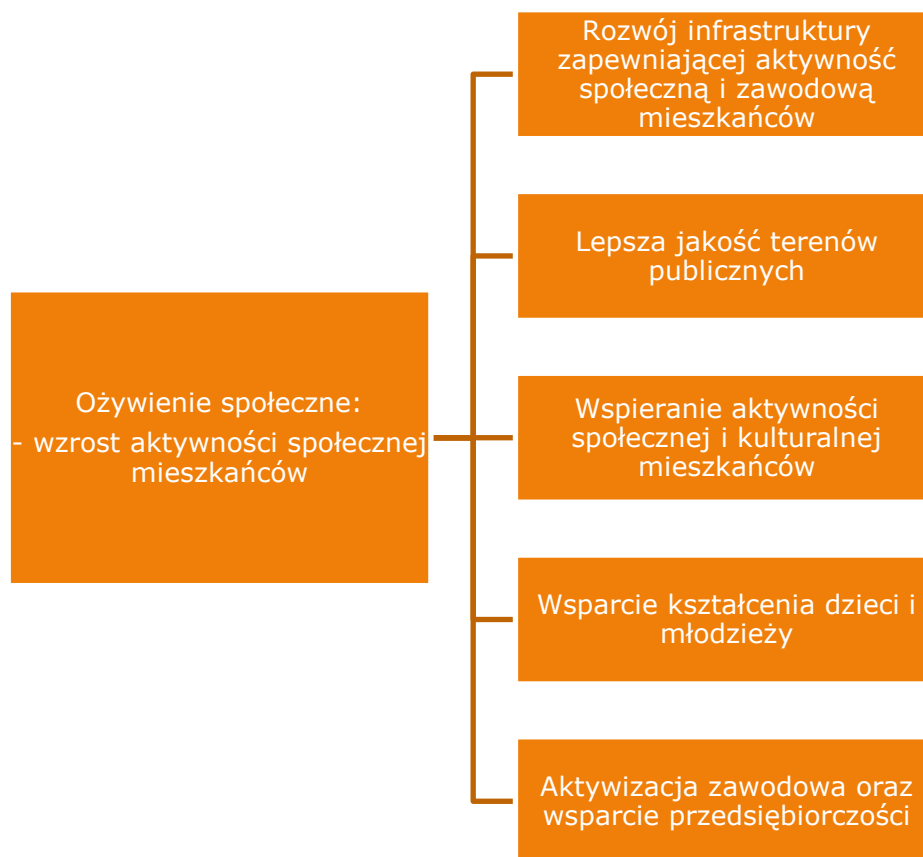 Rozwój infrastruktury
zapewniającej aktywność
społeczną i zawodową
mieszkańców
Lepsza jakość terenów
publicznych
Ożywienie społeczne:
- wzrost aktywności społecznej
mieszkańców
Wspieranie aktywności
społecznej i kulturalnej
mieszkańców
Wsparcie kształcenia dzieci i
młodzieży
Aktywizacja zawodowa oraz
wsparcie przedsiębiorczości